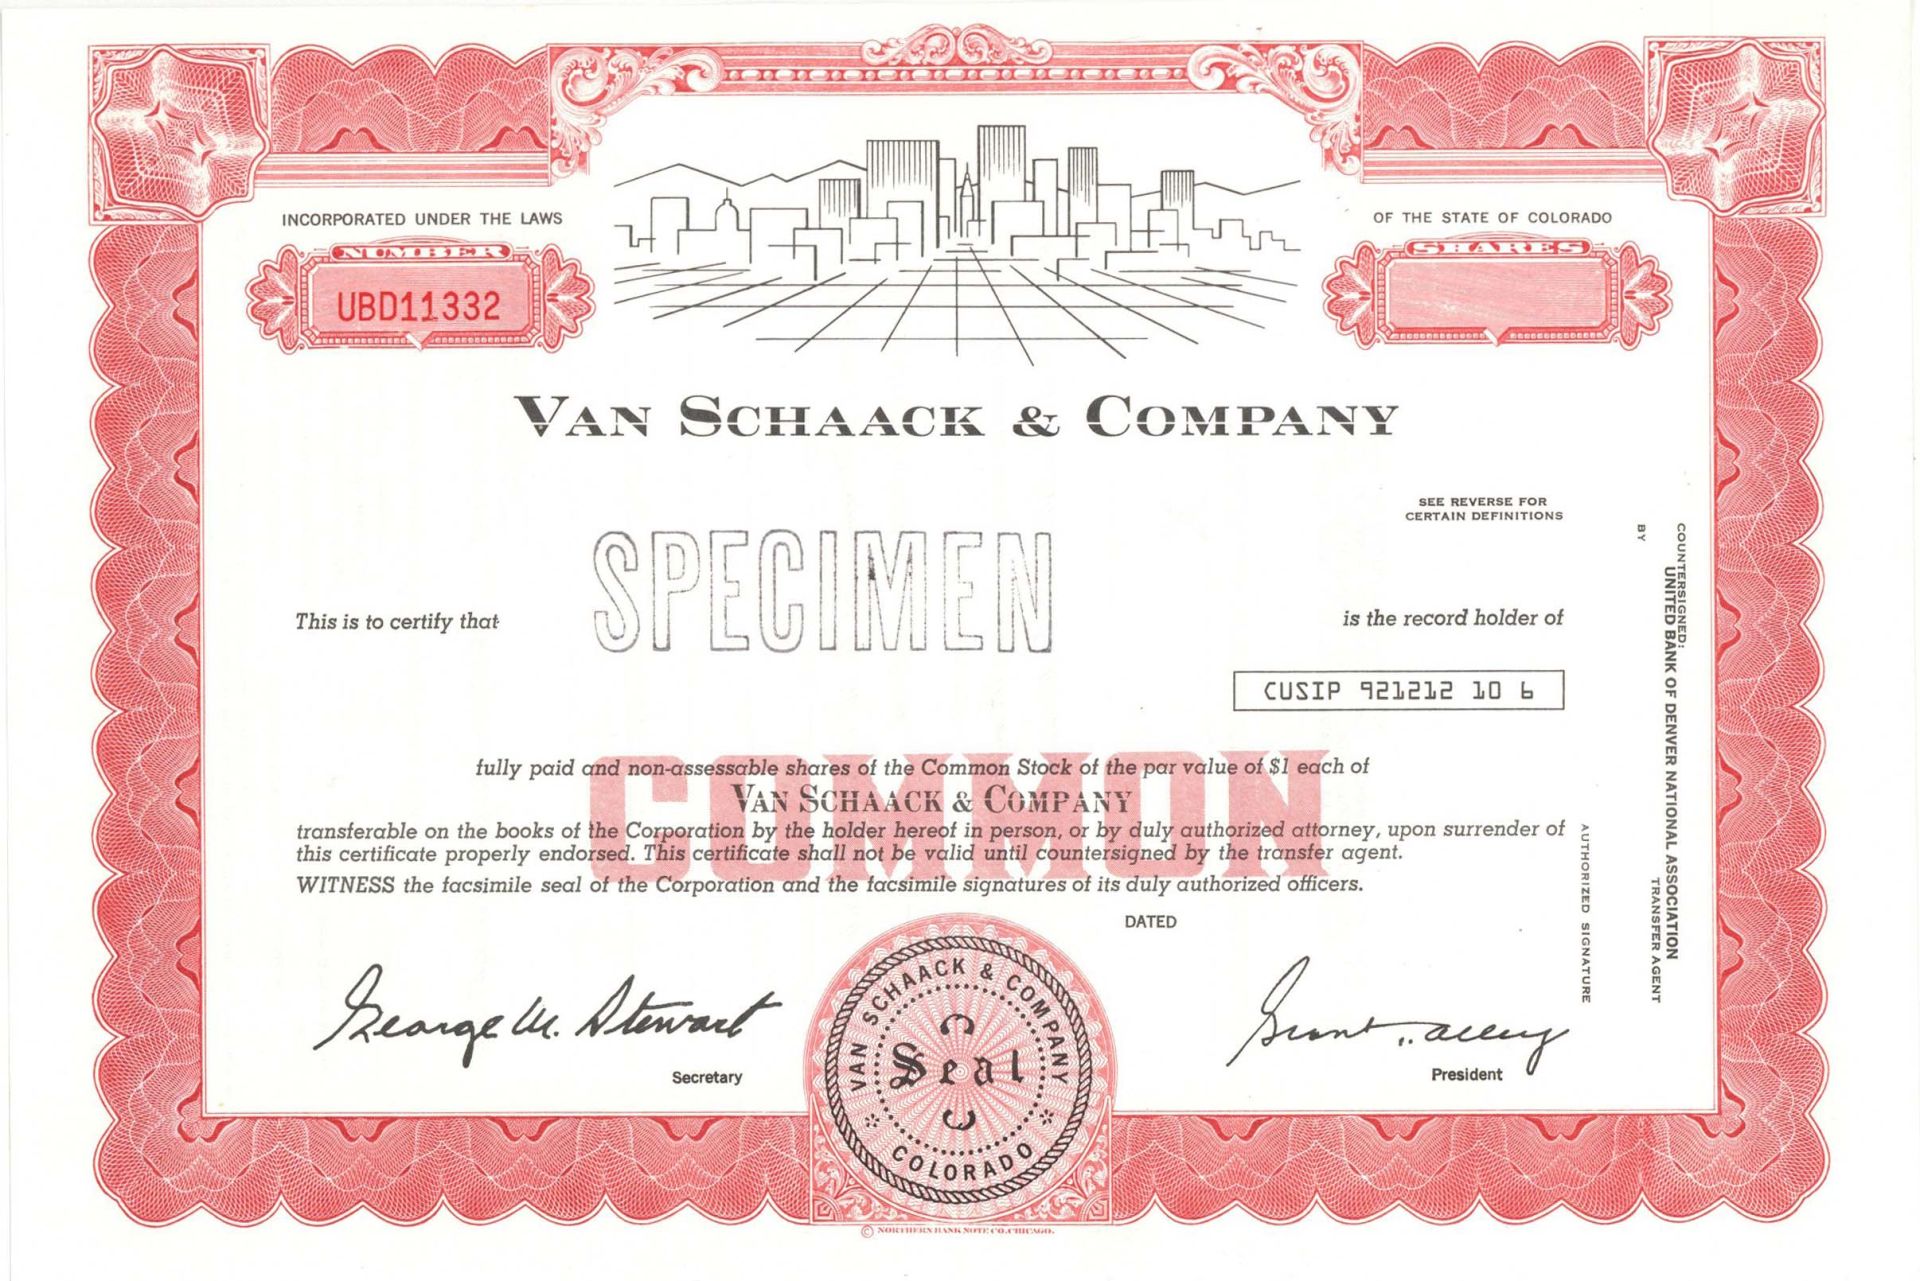 INCORPORATED UNDER THE LAWS
OF THE STATE OF COLORADO
NUMBER
UBD11332
SHARES
VAN SCHAACK & COMPANY
SEE REVERSE FOR
CERTAIN DEFINITIONS
SPECIMEN
This is to certify that
is the record holder of
CUSIP 921212 10 6
COMMON
fully paid and non-assessable shares of the Common Stock of the par value of $1 each of
VAN SCHAACK & COMPANY
transferable on the books of the Corporation by the holder hereof in person, or by duly authorized attorney, upon surrender of
this certificate properly endorsed. This certificate shall not be valid until countersigned by the transfer agent.
WITNESS the facsimile seal of the Corporation and the facsimile signatures of its duly authorized officers.
DATED
George M. Stewart
Secretary
VAN SCHAACK & COMPANY
Seal
COLORADO
Grant
President
COUNTERSIGNED:
UNITED BANK OF DENVER NATIONAL ASSOCIATION
TRANSFER AGENT
BY
AUTHORIZED SIGNATURE
© NORTHERN BANK NOTE CO. CHICAGO.